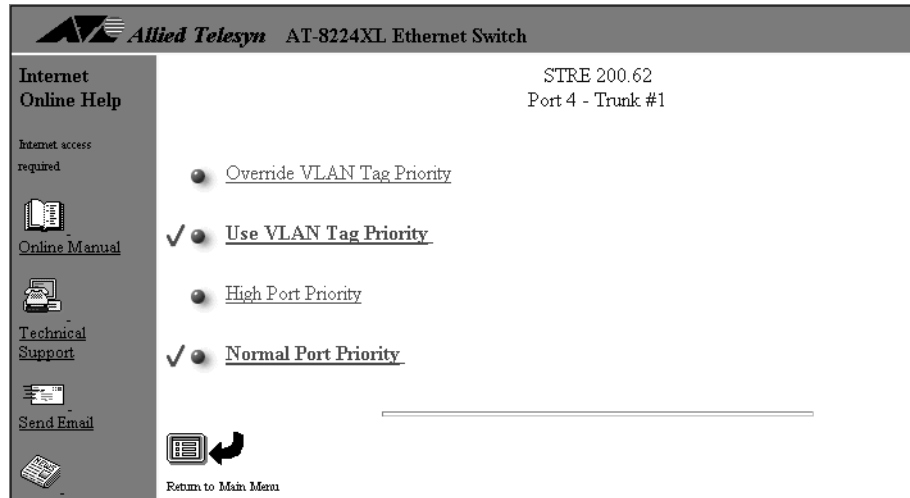 Allied Telesyn AT-8224XL Ethernet Switch
Internet
Online Help
Internet access
required
Online Manual
Technical
Support
Send Email
STRE 200.62
Port 4 - Trunk #1
Override VLAN Tag Priority
Use VLAN Tag Priority
High Port Priority
Normal Port Priority
Return to Main Menu